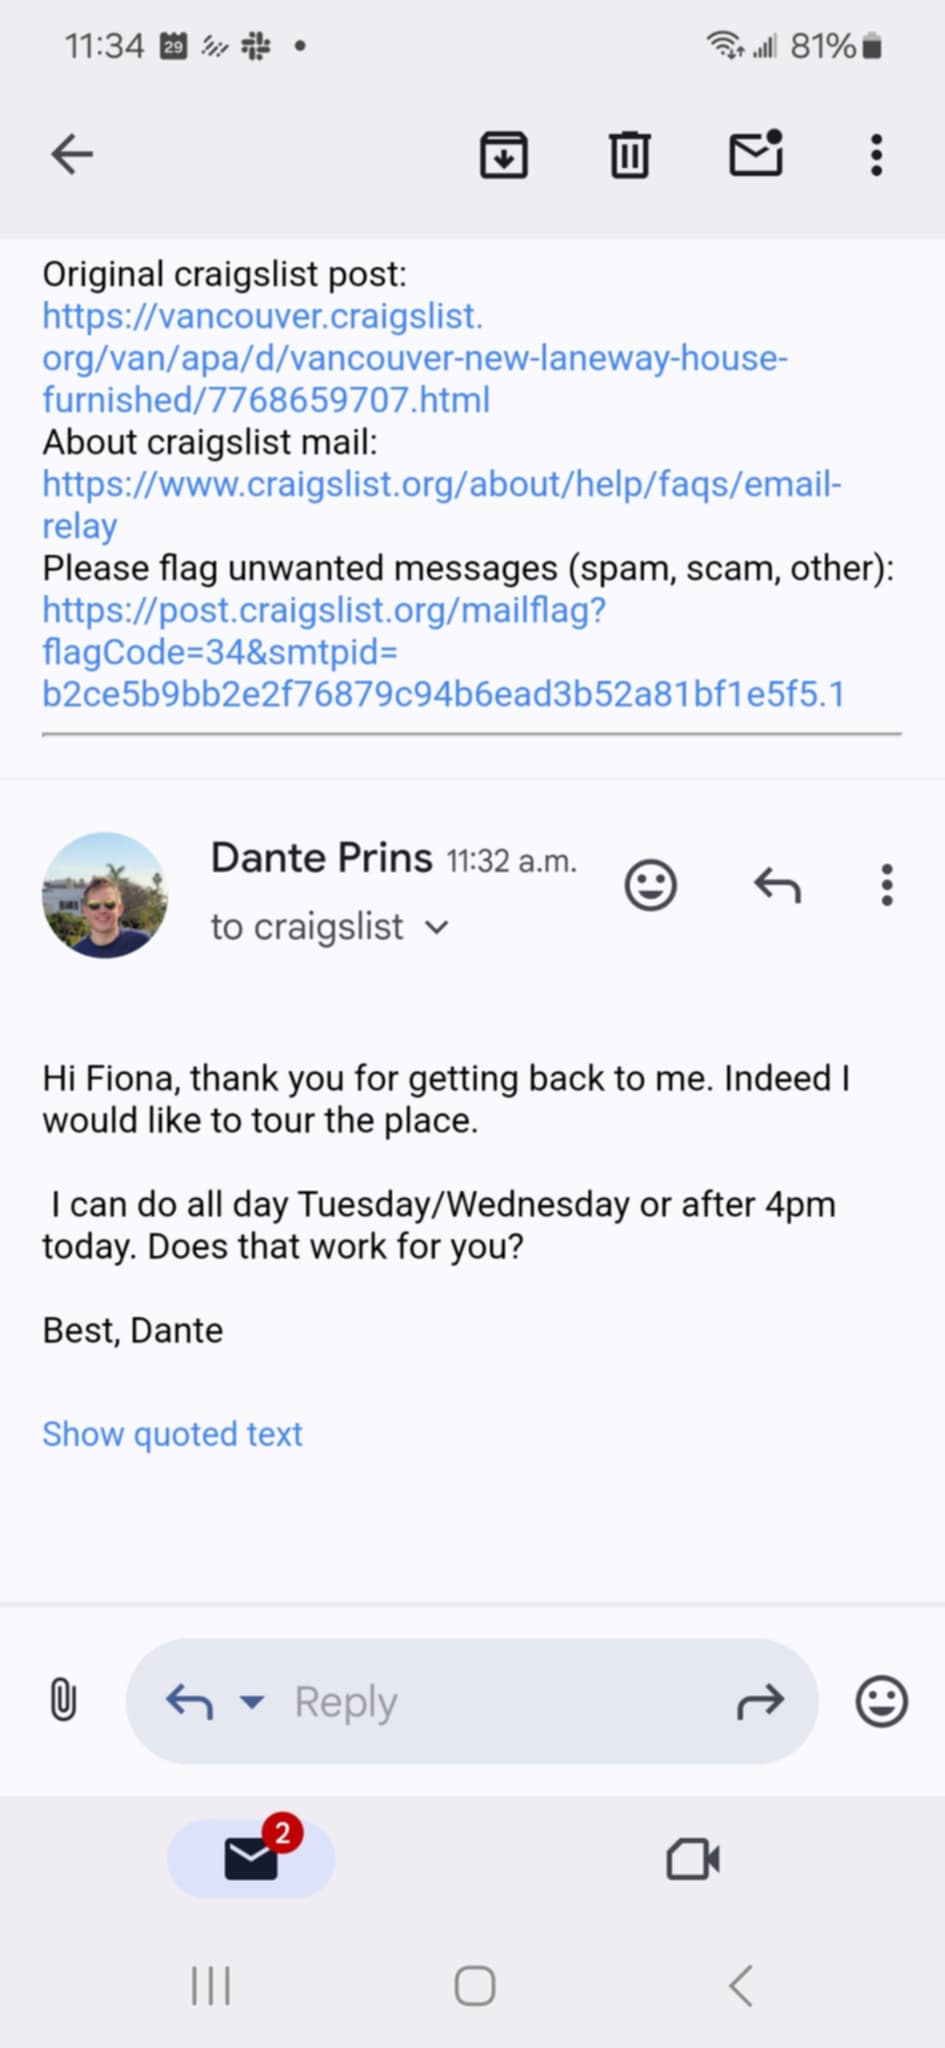 11:34 29 81%
Original craigslist post:
https://vancouver.craigslist.
org/van/apa/d/vancouver-new-laneway-house-
furnished/7768659707.html
About craigslist mail:
https://www.craigslist.org/about/help/faqs/email-
relay
Please flag unwanted messages (spam, scam, other):
https://post.craigslist.org/mailflag?
flagCode=34&smtpid=
b2ce5b9bb2e2f76879c94b6ead3b52a81bf1e5f5.1
Dante Prins 11:32 a.m.
to craigslist
Hi Fiona, thank you for getting back to me. Indeed I
would like to tour the place.
I can do all day Tuesday/Wednesday or after 4pm
today. Does that work for you?
Best, Dante
Show quoted text
Reply
2